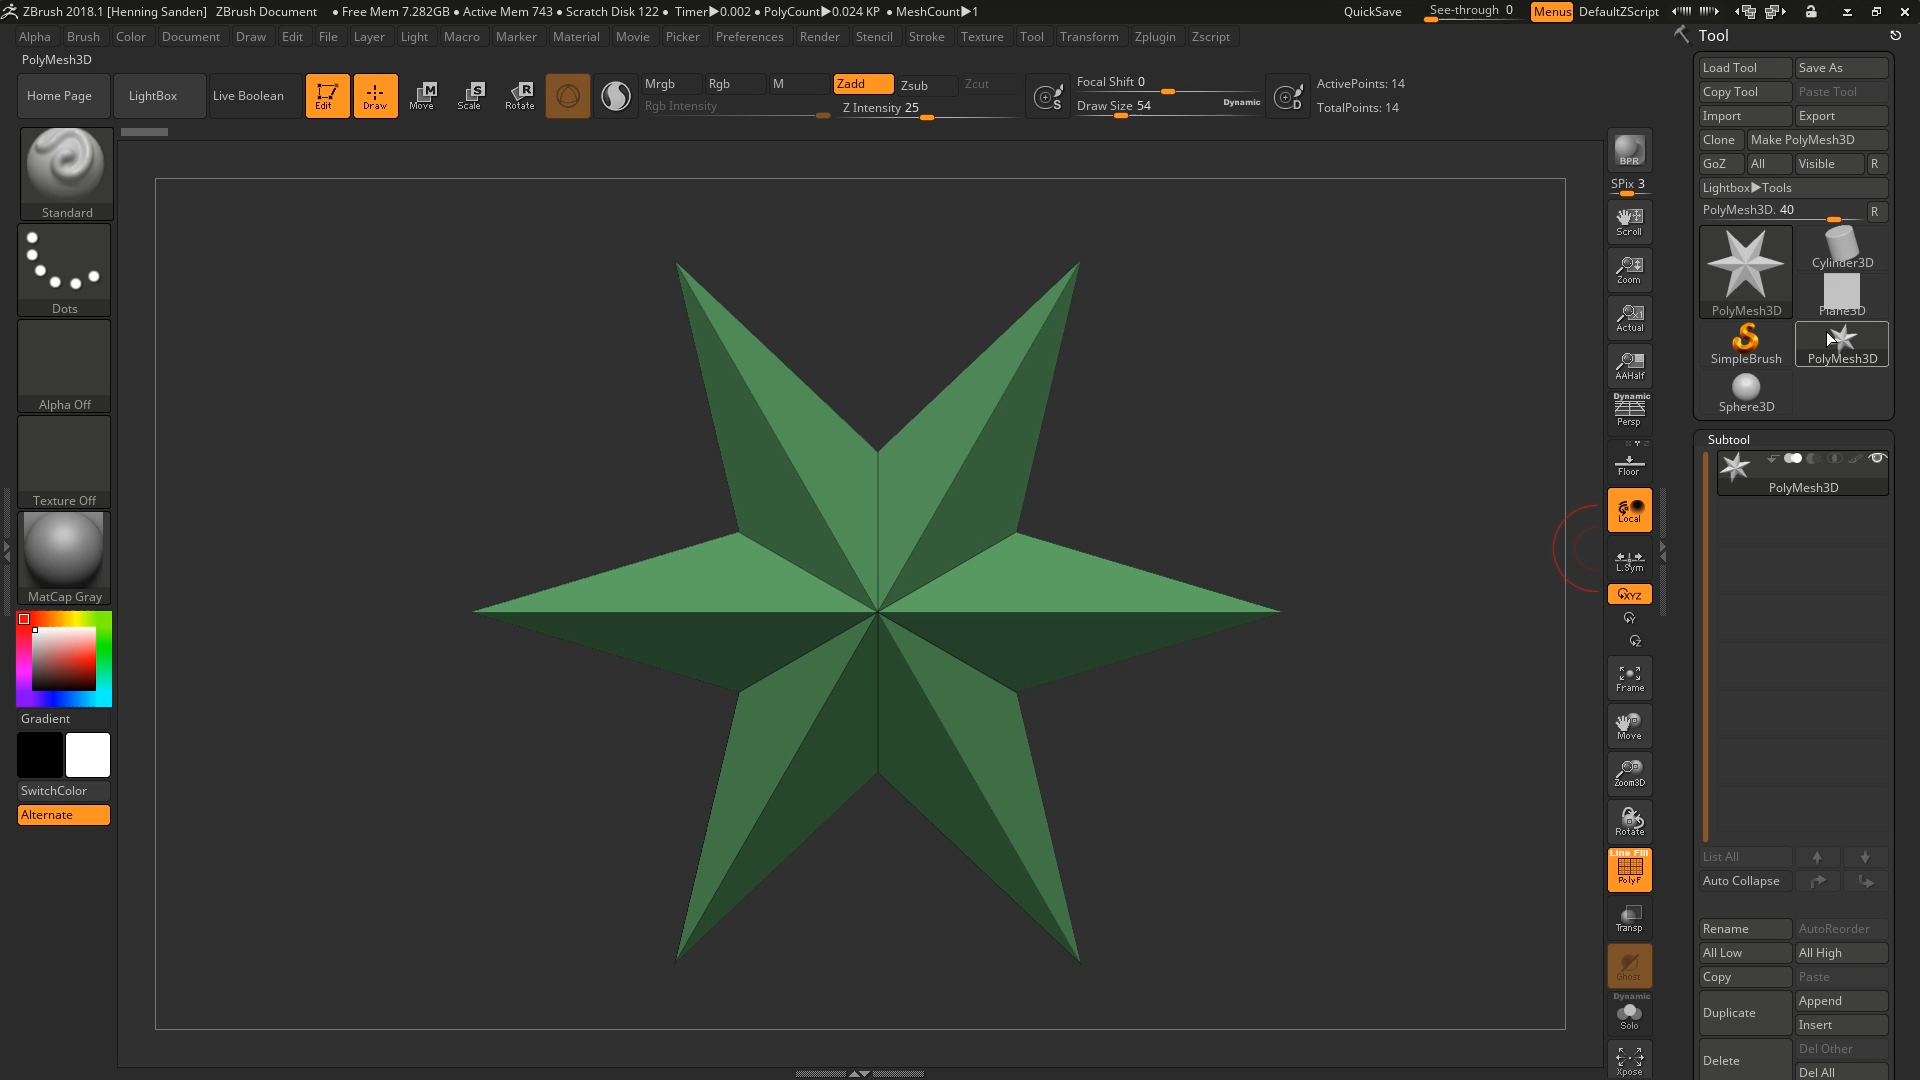 ZBrush 2018.1 [Henning Sanden] ZBrush Document ● Free Mem 7.282GB ● Active Mem 743 ● Scratch Disk 122 ● Timer▶0.002 ● PolyCount▶0.024 KP ● MeshCount▶1 QuickSave See-through 0 Menus DefaultZScript
Alpha Brush Color Document Draw Edit File Layer Light Macro Marker Material Movie Picker Preferences Render Stencil Stroke Texture Tool Transform Zplugin Zscript
PolyMesh3D
Home Page LightBox Live Boolean Edit Draw Move Scale Rotate
Mrgb Rgb M Zadd Zsub Zcut
Rgb Intensity Z Intensity 25
S
Focal Shift 0
Draw Size 54 Dynamic
D
ActivePoints: 14
TotalPoints: 14
Standard
Dots
Alpha Off
Texture Off
MatCap Gray
Gradient
SwitchColor
Alternate
BPR
SPix 3
Scroll
Zoom
Actual
AAHalf
Dynamic
Persp
Floor
Local
L.Sym
XYZ
Y
Z
Frame
Move
Zoom3D
Rotate
Line Fill
PolyF
Transp
Ghost
Dynamic
Solo
Xpose
Tool
Load Tool Save As
Copy Tool Paste Tool
Import Export
Clone Make PolyMesh3D
GoZ All Visible R
Lightbox▶Tools
PolyMesh3D. 40 R
Cylinder3D
PolyMesh3D Plane3D
SimpleBrush PolyMesh3D
Sphere3D
Subtool
PolyMesh3D
List All
Auto Collapse
Rename AutoReorder
All Low All High
Copy Paste
Duplicate Append
Insert
Delete Del Other
Del All